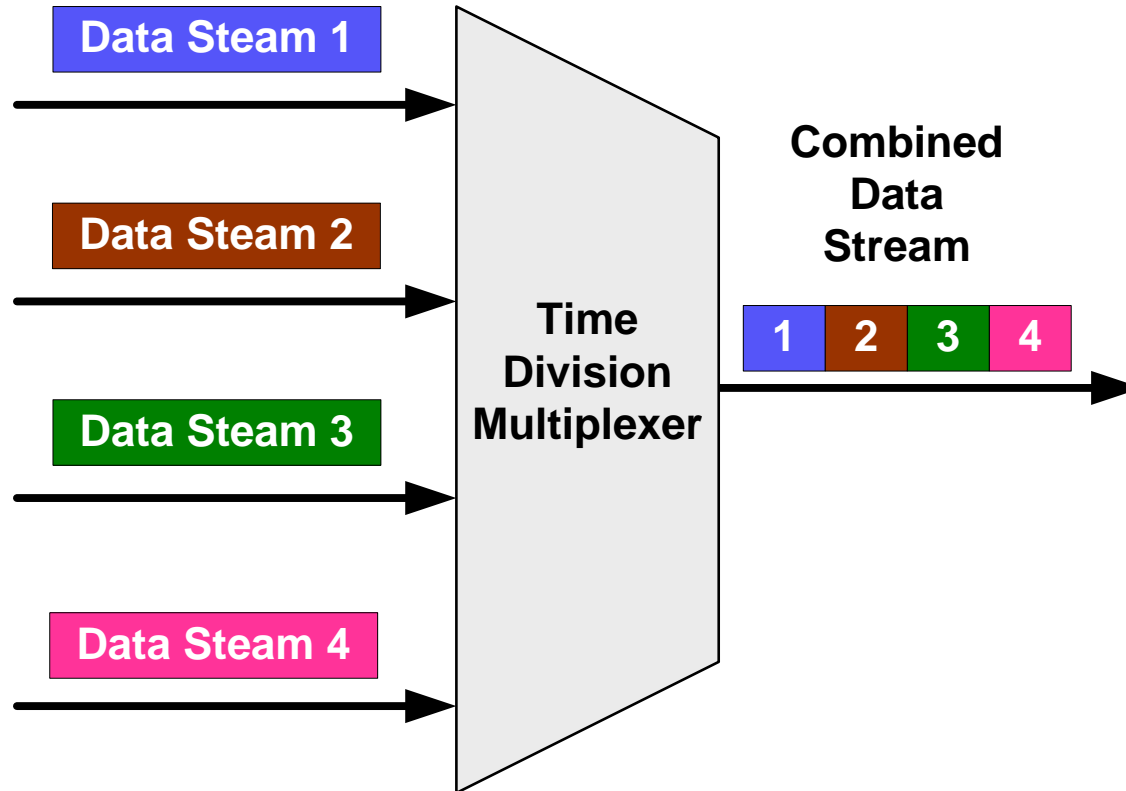 Data Steam 1
Data Steam 2
Data Steam 3
Data Steam 4
Time
Division
Multiplexer
Combined
Data
Stream
1 2 3 4